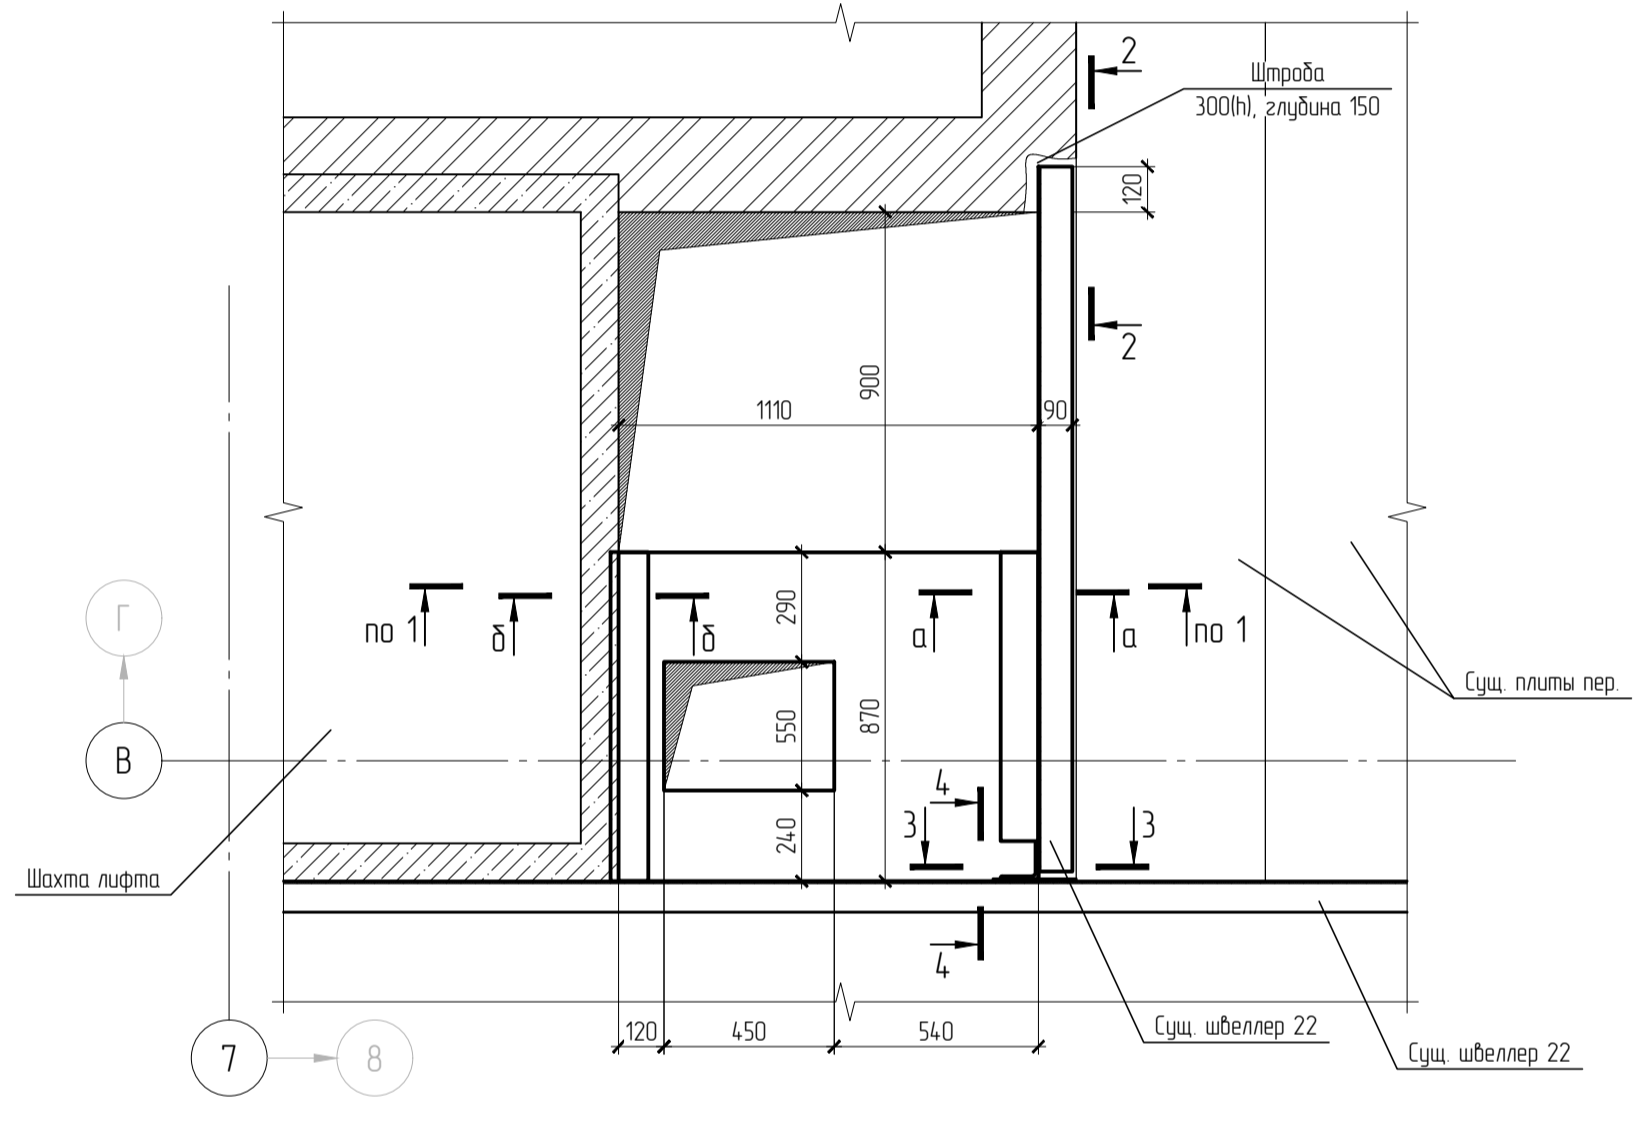 2
Штроба
300(h), глубина 150
120
2
900
1110
90
290
по 1
δ
δ
а
а
по 1
Г
Сущ. плиты пер.
550
870
В
4
3
3
240
Шахта лифта
4
120
450
540
Сущ. швеллер 22
Сущ. швеллер 22
7
8